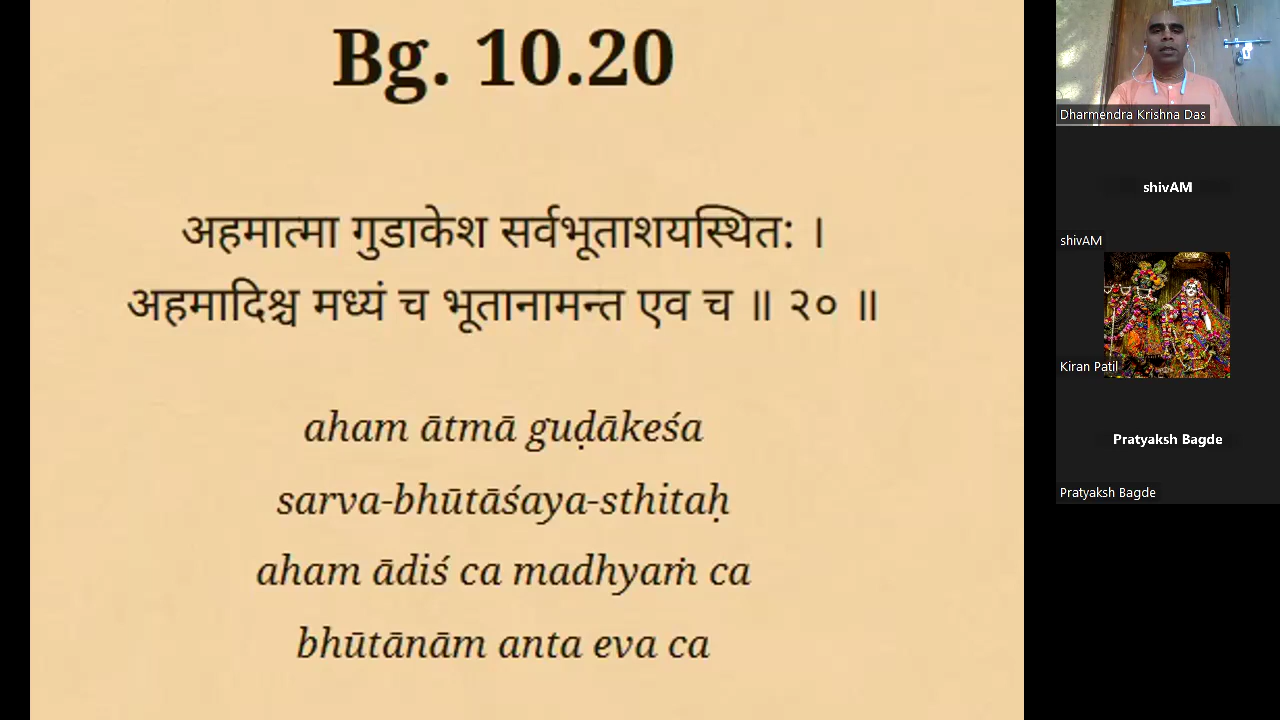 Bg. 10.20
अहमात्मा गुडाकेश सर्वभूताशयस्थित: ।
अहमादिश्च मध्यं च भूतानामन्त एव च ॥ २० ॥
aham ātmā guḍākeśa
sarva-bhūtāśaya-sthitaḥ
aham ādiś ca madhyaṁ ca
bhūtānām anta eva ca
Dharmendra Krishna Das
shivAM
shivAM
Kiran Patil
Pratyaksh Bagde
Pratyaksh Bagde